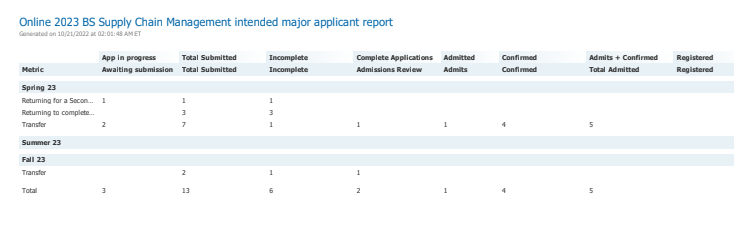 Online 2023 BS Supply Chain Management intended major applicant report
Generated on 10/21/2022 at 02:01:48 AM ET
App in progress Total Submitted Incomplete Complete Applications Admitted Confirmed Admits + Confirmed Registered
Metric Awaiting submission Total Submitted Incomplete Admissions Review Admits Confirmed Total Admitted Registered
Spring 23
Returning for a Secon... 1 1 1
Returning to complete... 3 3
Transfer 2 7 1 1 1 4 5
Summer 23
Fall 23
Transfer 2 1 1
Total 3 13 6 2 1 4 5